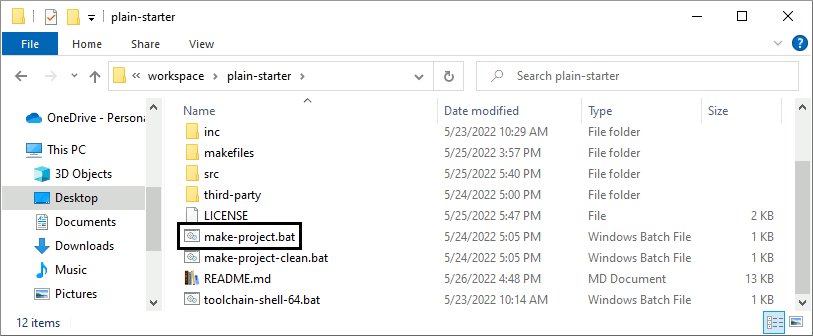 plain-starter
File Home Share View
workspace plain-starter Search plain-starter
Name Date modified Type Size
OneDrive - Persona
This PC
3D Objects
Desktop
Documents
Downloads
Music
Pictures
inc 5/23/2022 10:29 AM File folder
makefiles 5/25/2022 3:57 PM File folder
src 5/25/2022 5:40 PM File folder
third-party 5/24/2022 5:00 PM File folder
LICENSE 5/25/2022 5:47 PM File 2 KB
make-project.bat 5/24/2022 5:05 PM Windows Batch File 1 KB
make-project-clean.bat 5/24/2022 5:05 PM Windows Batch File 1 KB
README.md 5/26/2022 4:48 PM MD Document 13 KB
toolchain-shell-64.bat 5/23/2022 10:14 AM Windows Batch File 1 KB
12 items